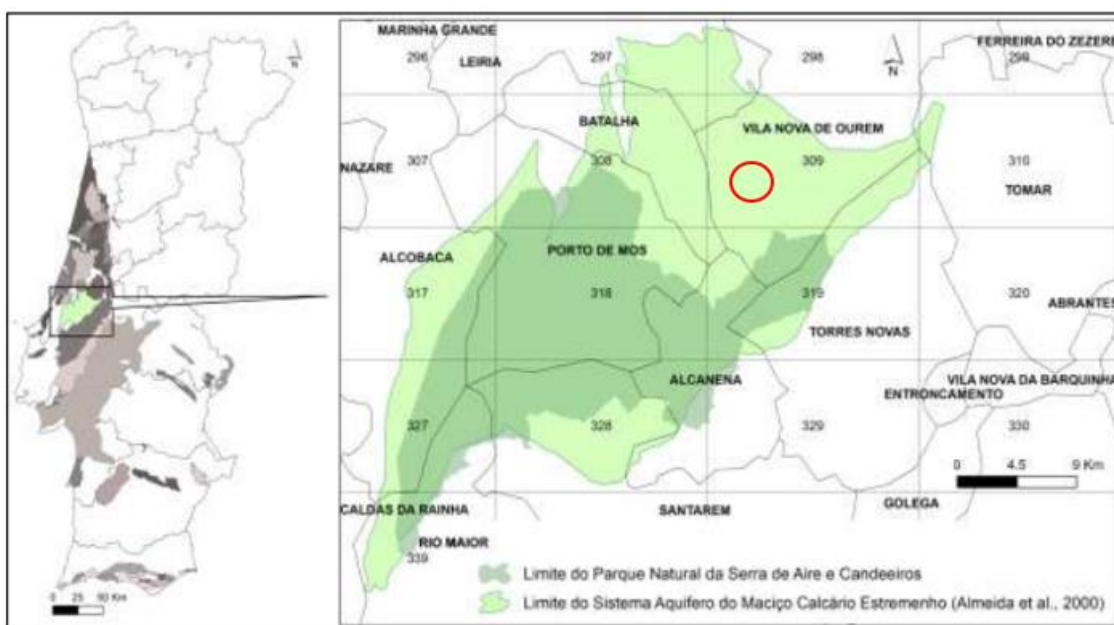 N
0 25 50 Km
MARINHA GRANDE
296
LEIRIA
297
298
N
FERREIRA DO ZEZERE
299
BATALHA
VILA NOVA DE OUREM
NAZARE
307
308
309
310
TOMAR
ALCOBACA
317
PORTO DE MOS
318
319
320
ABRANTES
TORRES NOVAS
ALCANENA
VILA NOVA DA BARQUINHA
ENTRONCAMENTO
327
328
329
330
0 4.5 9 Km
CALDAS DA RAINHA
SANTAREM
GOLEGA
RIO MAIOR
339
Limite do Parque Natural da Serra de Aire e Candeeiros
Limite do Sistema Aquifero do Maciço Calcário Estremenho (Almeida et al., 2000)